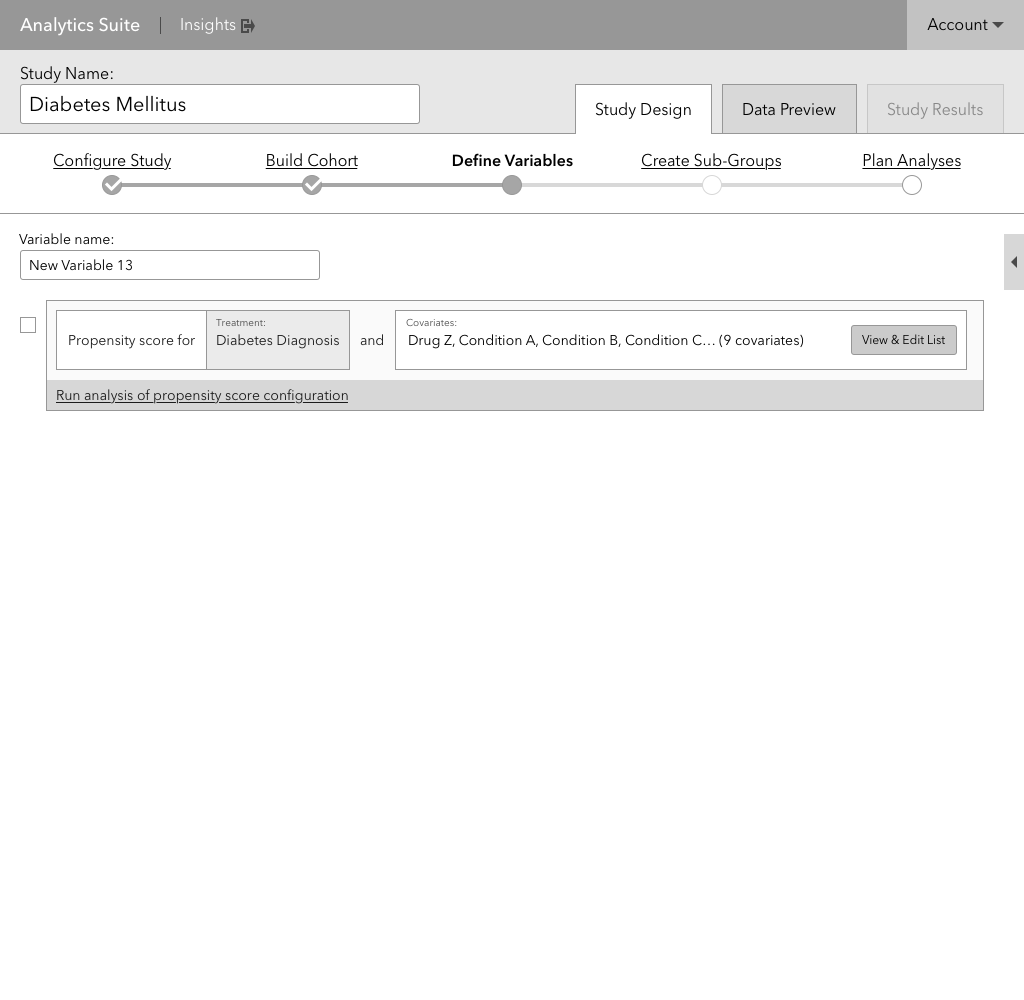 Analytics Suite | Insights Account
Study Name:
Diabetes Mellitus
Study Design Data Preview Study Results
Configure Study Build Cohort Define Variables Create Sub-Groups Plan Analyses
Variable name:
New Variable 13
Treatment: Covariates:
Propensity score for Diabetes Diagnosis and Drug Z, Condition A, Condition B, Condition C... (9 covariates) View & Edit List
Run analysis of propensity score configuration